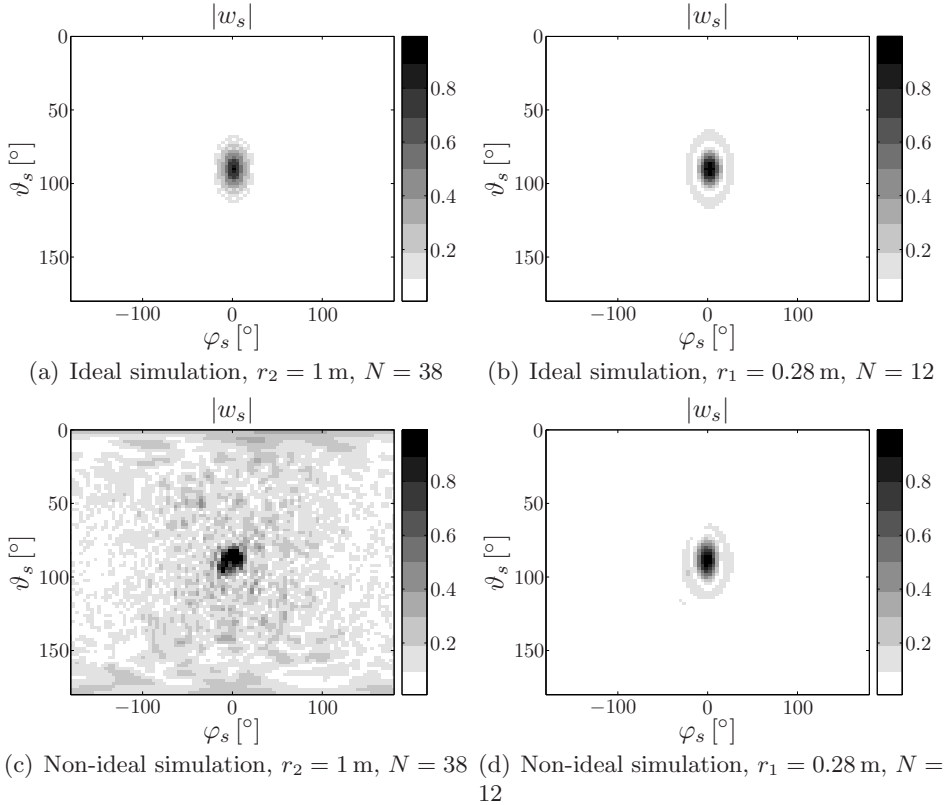 |w_s|
0
50
100
150
ϑ_s [°]
−100 0 100
φ_s [°]
0.8
0.6
0.4
0.2
(a) Ideal simulation, r_2 = 1 m, N = 38
|w_s|
0
50
100
150
ϑ_s [°]
−100 0 100
φ_s [°]
0.8
0.6
0.4
0.2
(b) Ideal simulation, r_1 = 0.28 m, N = 12
|w_s|
0
50
100
150
ϑ_s [°]
−100 0 100
φ_s [°]
0.8
0.6
0.4
0.2
(c) Non-ideal simulation, r_2 = 1 m, N = 38
|w_s|
0
50
100
150
ϑ_s [°]
−100 0 100
φ_s [°]
0.8
0.6
0.4
0.2
(d) Non-ideal simulation, r_1 = 0.28 m, N =
12